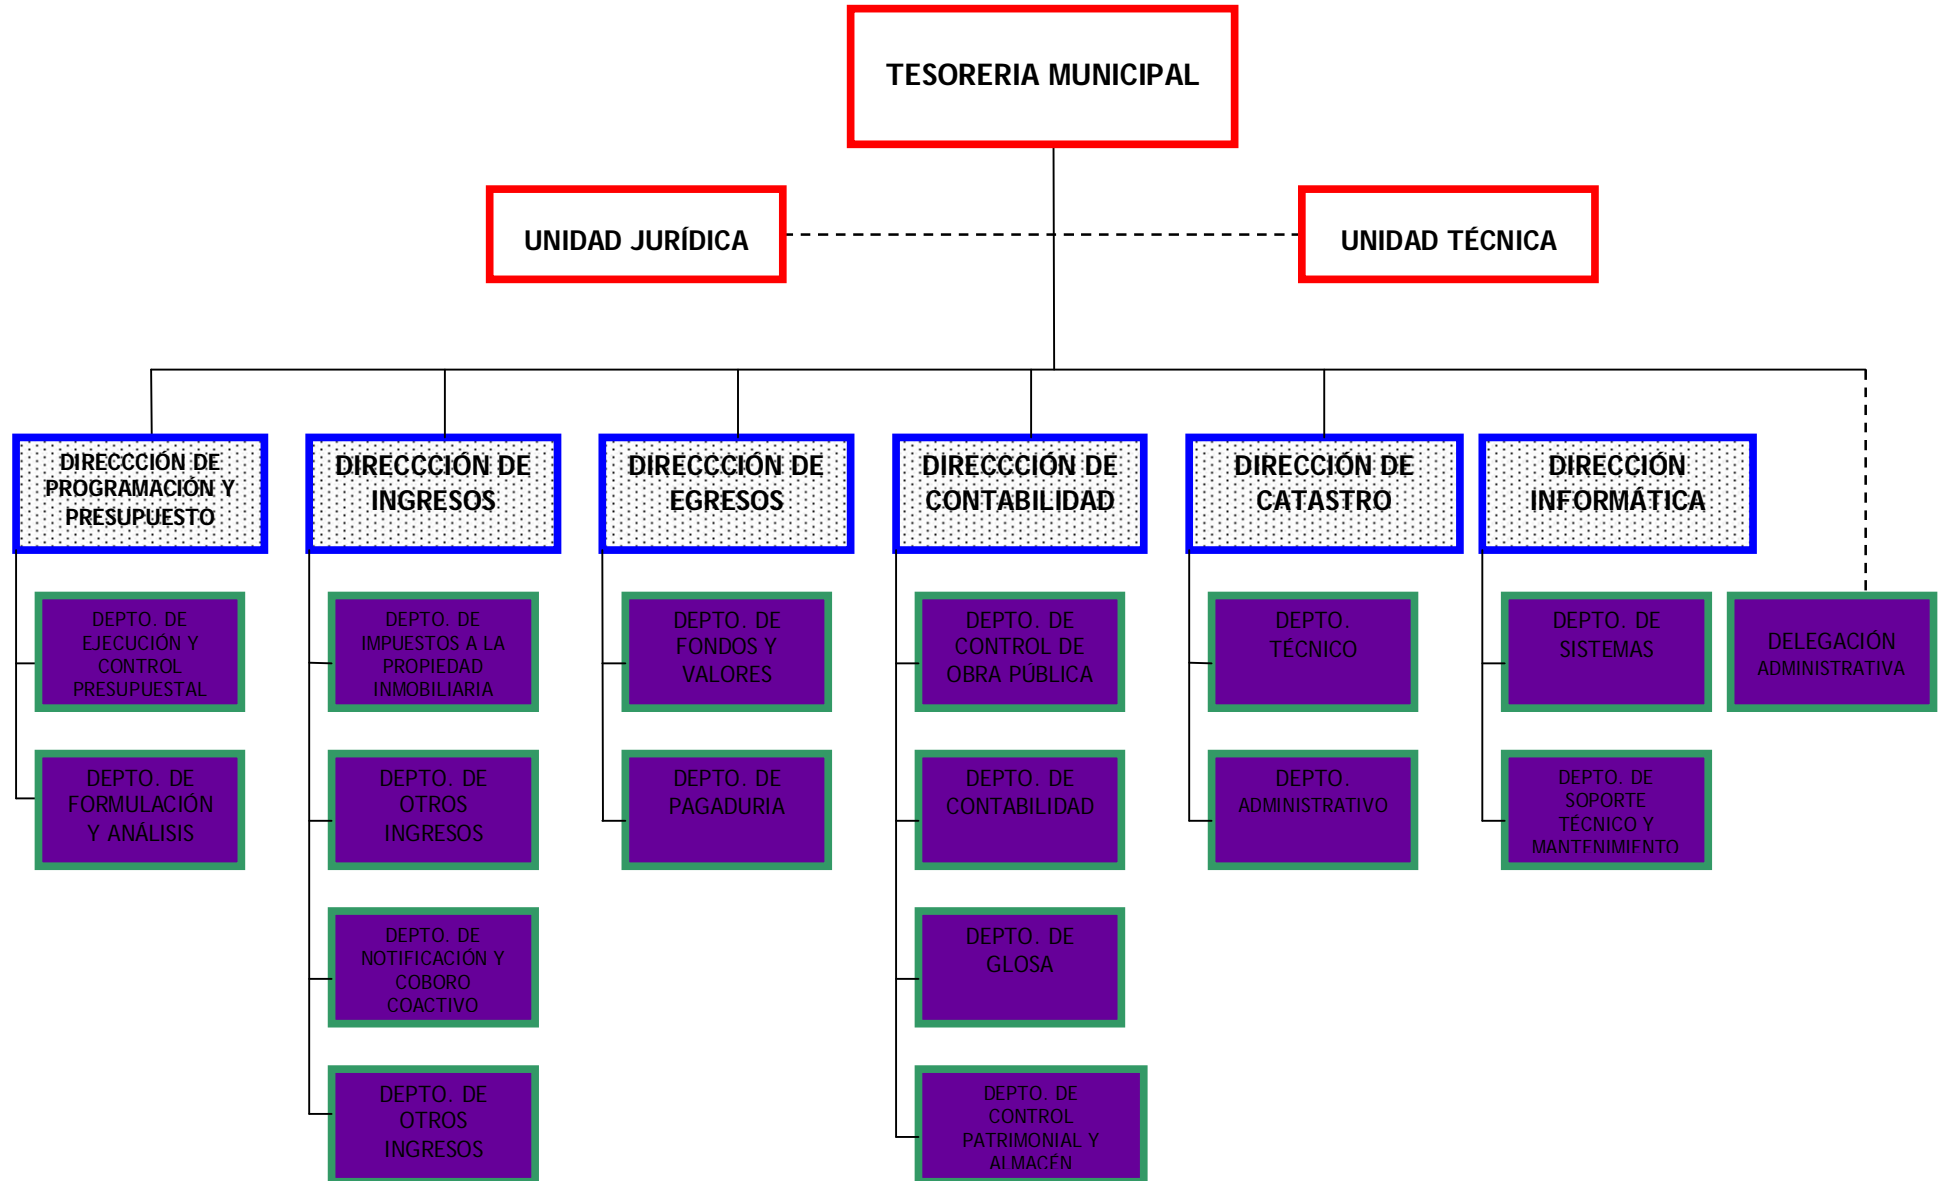 TESORERIA MUNICIPAL
UNIDAD JURÍDICA
UNIDAD TÉCNICA
DIRECCCIÓN DE
PROGRAMACIÓN Y
PRESUPUESTO
DIRECCCIÓN DE
INGRESOS
DIRECCCIÓN DE
EGRESOS
DIRECCCIÓN DE
CONTABILIDAD
DIRECCIÓN DE
CATASTRO
DIRECCIÓN
INFORMÁTICA
DEPTO. DE
EJECUCIÓN Y
CONTROL
PRESUPUESTAL
DEPTO. DE
IMPUESTOS A LA
PROPIEDAD
INMOBILIARIA
DEPTO. DE
FONDOS Y
VALORES
DEPTO. DE
CONTROL DE
OBRA PÚBLICA
DEPTO.
TÉCNICO
DEPTO. DE
SISTEMAS
DELEGACIÓN
ADMINISTRATIVA
DEPTO. DE
FORMULACIÓN
Y ANÁLISIS
DEPTO. DE
OTROS
INGRESOS
DEPTO. DE
PAGADURIA
DEPTO. DE
CONTABILIDAD
DEPTO.
ADMINISTRATIVO
DEPTO. DE
SOPORTE
TÉCNICO Y
MANTENIMIENTO
DEPTO. DE
NOTIFICACIÓN Y
COBORO
COACTIVO
DEPTO. DE
GLOSA
DEPTO. DE
OTROS
INGRESOS
DEPTO. DE
CONTROL
PATRIMONIAL Y
ALMACÉN